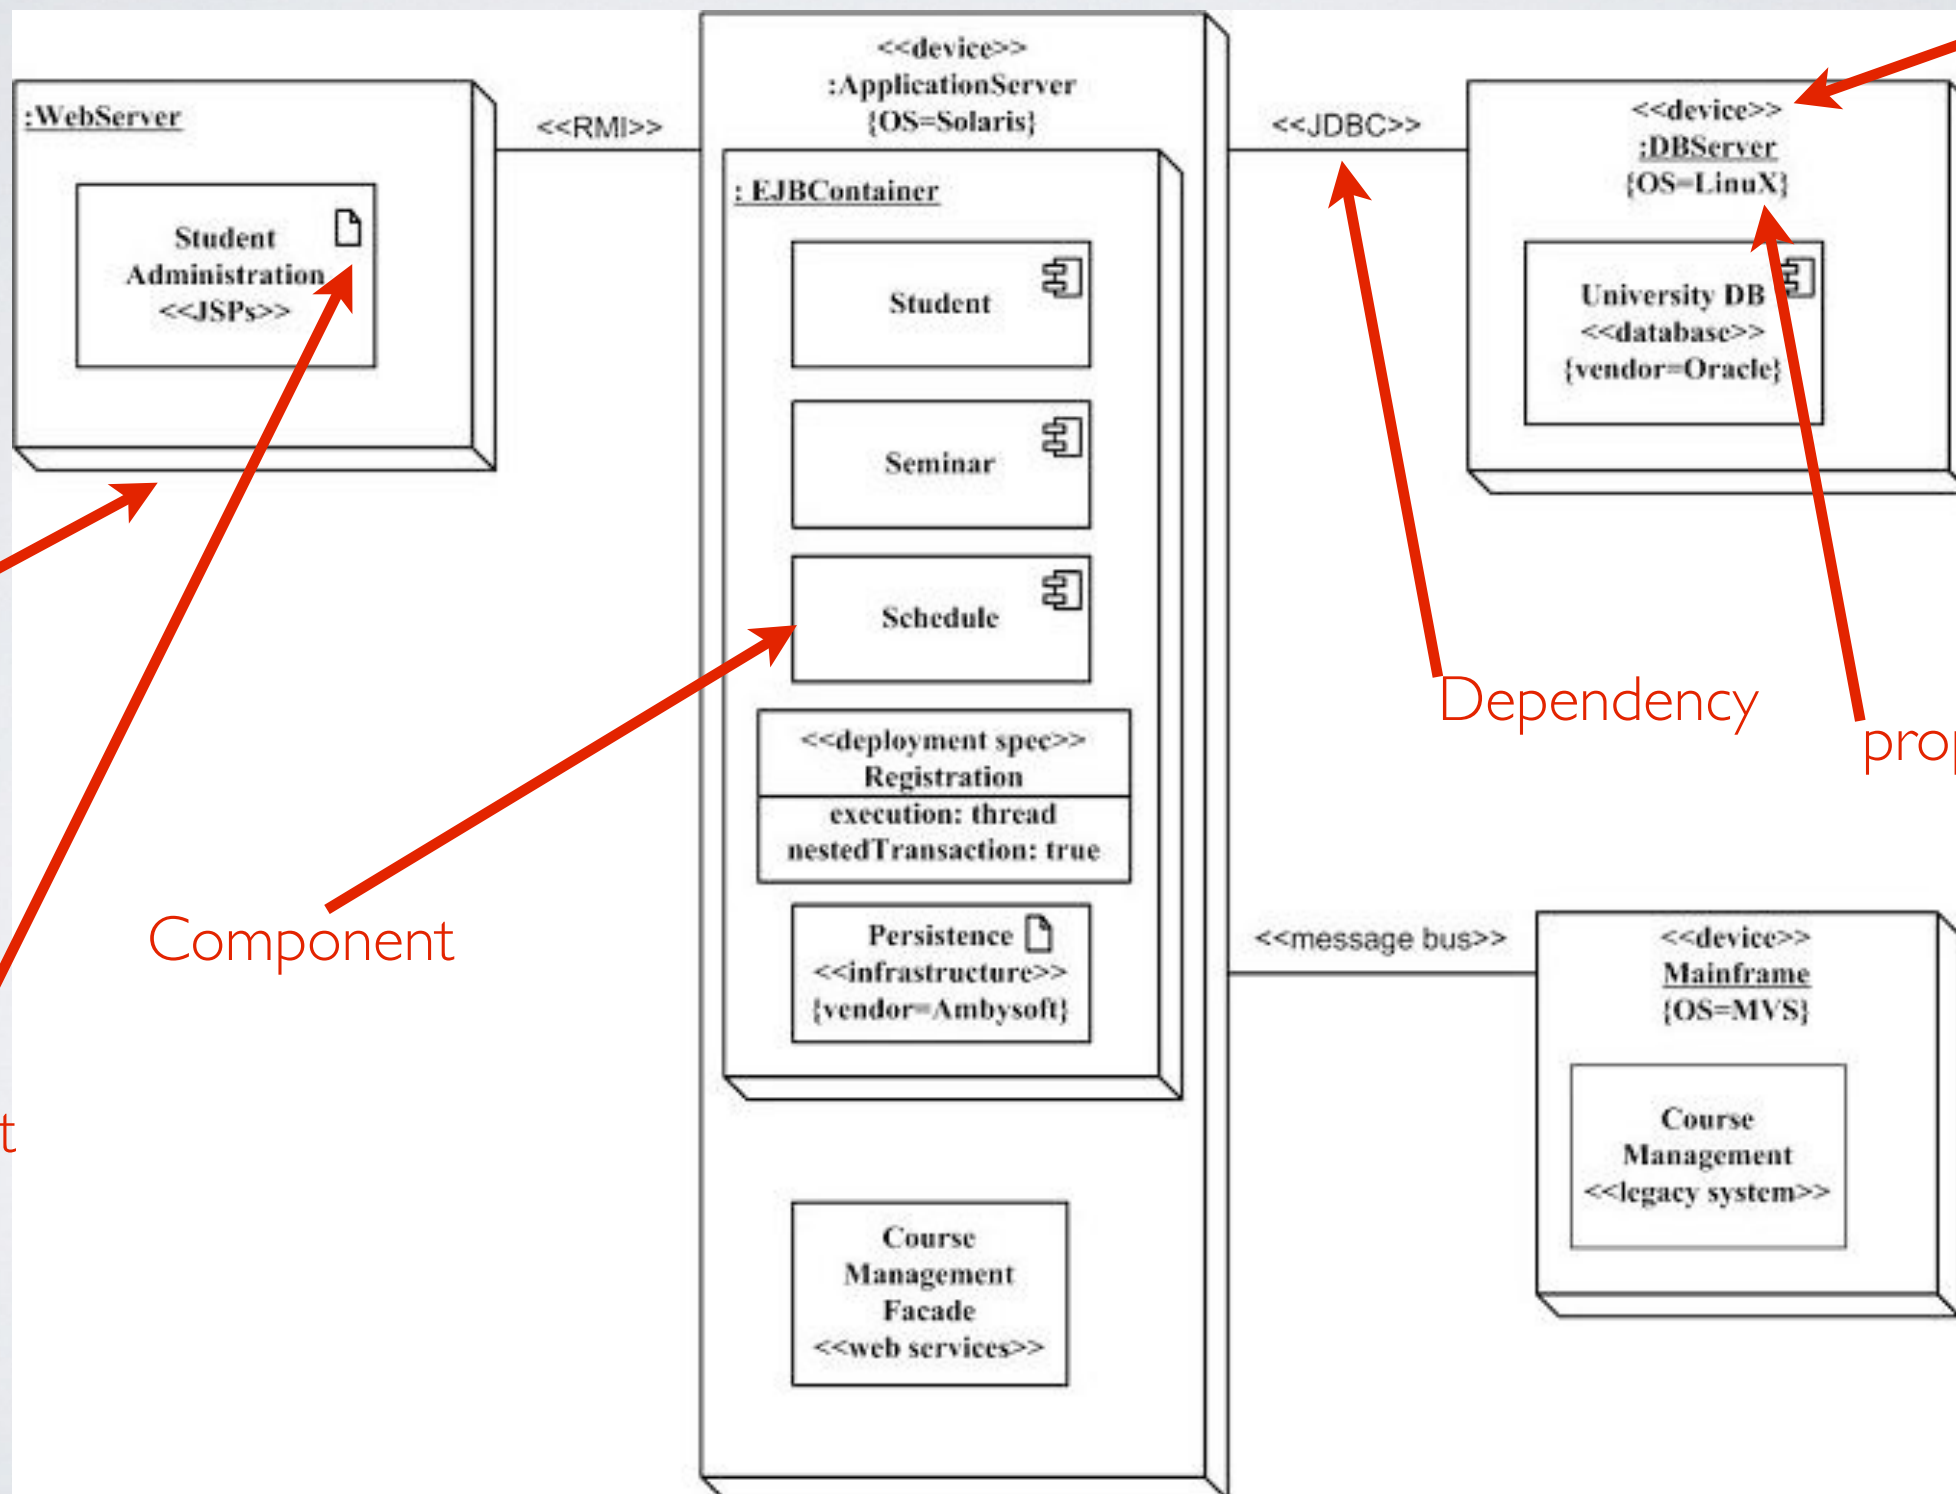 :WebServer
Student
Administration
<<JSPs>>
<<RMI>>
<<device>>
:ApplicationServer
{OS=Solaris}
: EJBContainer
Student
Seminar
Schedule
<<deployment spec>>
Registration
execution: thread
nestedTransaction: true
Persistence
<<infrastructure>>
{vendor=Ambysoft}
Course
Management
Facade
<<web services>>
<<JDBC>>
<<device>>
:DBServer
{OS=LinuX}
University DB
<<database>>
{vendor=Oracle}
<<message bus>>
<<device>>
Mainframe
{OS=MVS}
Course
Management
<<legacy system>>
Component
Dependency